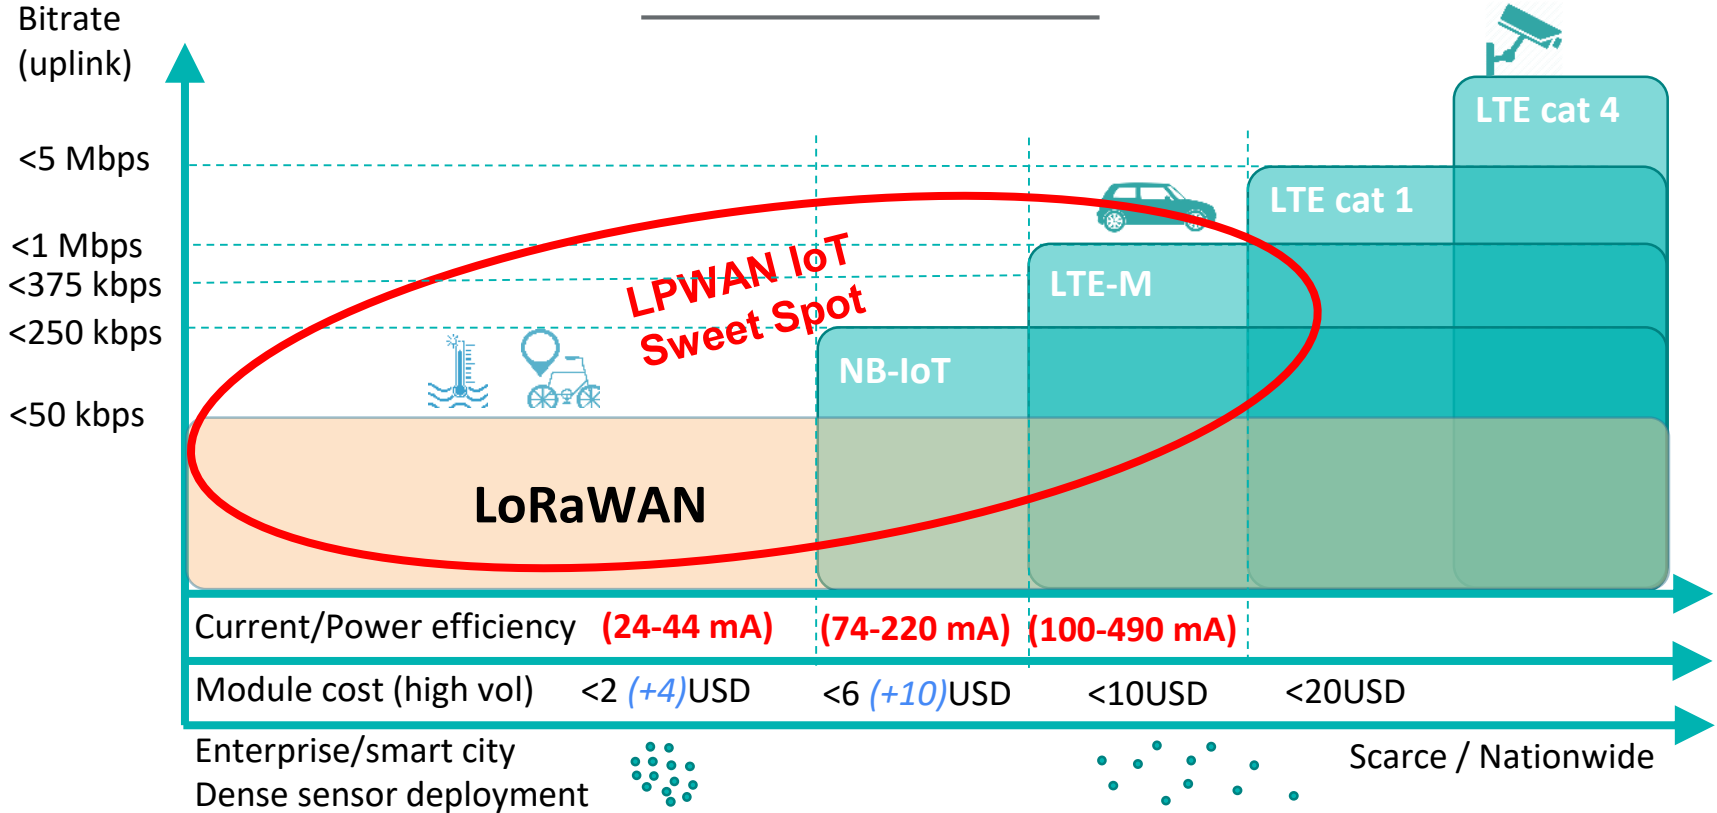 Bitrate
(uplink)
LTE cat 4
<5 Mbps
LTE cat 1
<1 Mbps
<375 kbps
LPWAN IoT
Sweet Spot
LTE-M
<250 kbps
NB-IoT
<50 kbps
LoRaWAN
Current/Power efficiency (24-44 mA) (74-220 mA) (100-490 mA)
Module cost (high vol) <2 (+4)USD <6 (+10)USD <10USD <20USD
Enterprise/smart city
Dense sensor deployment
Scarce / Nationwide